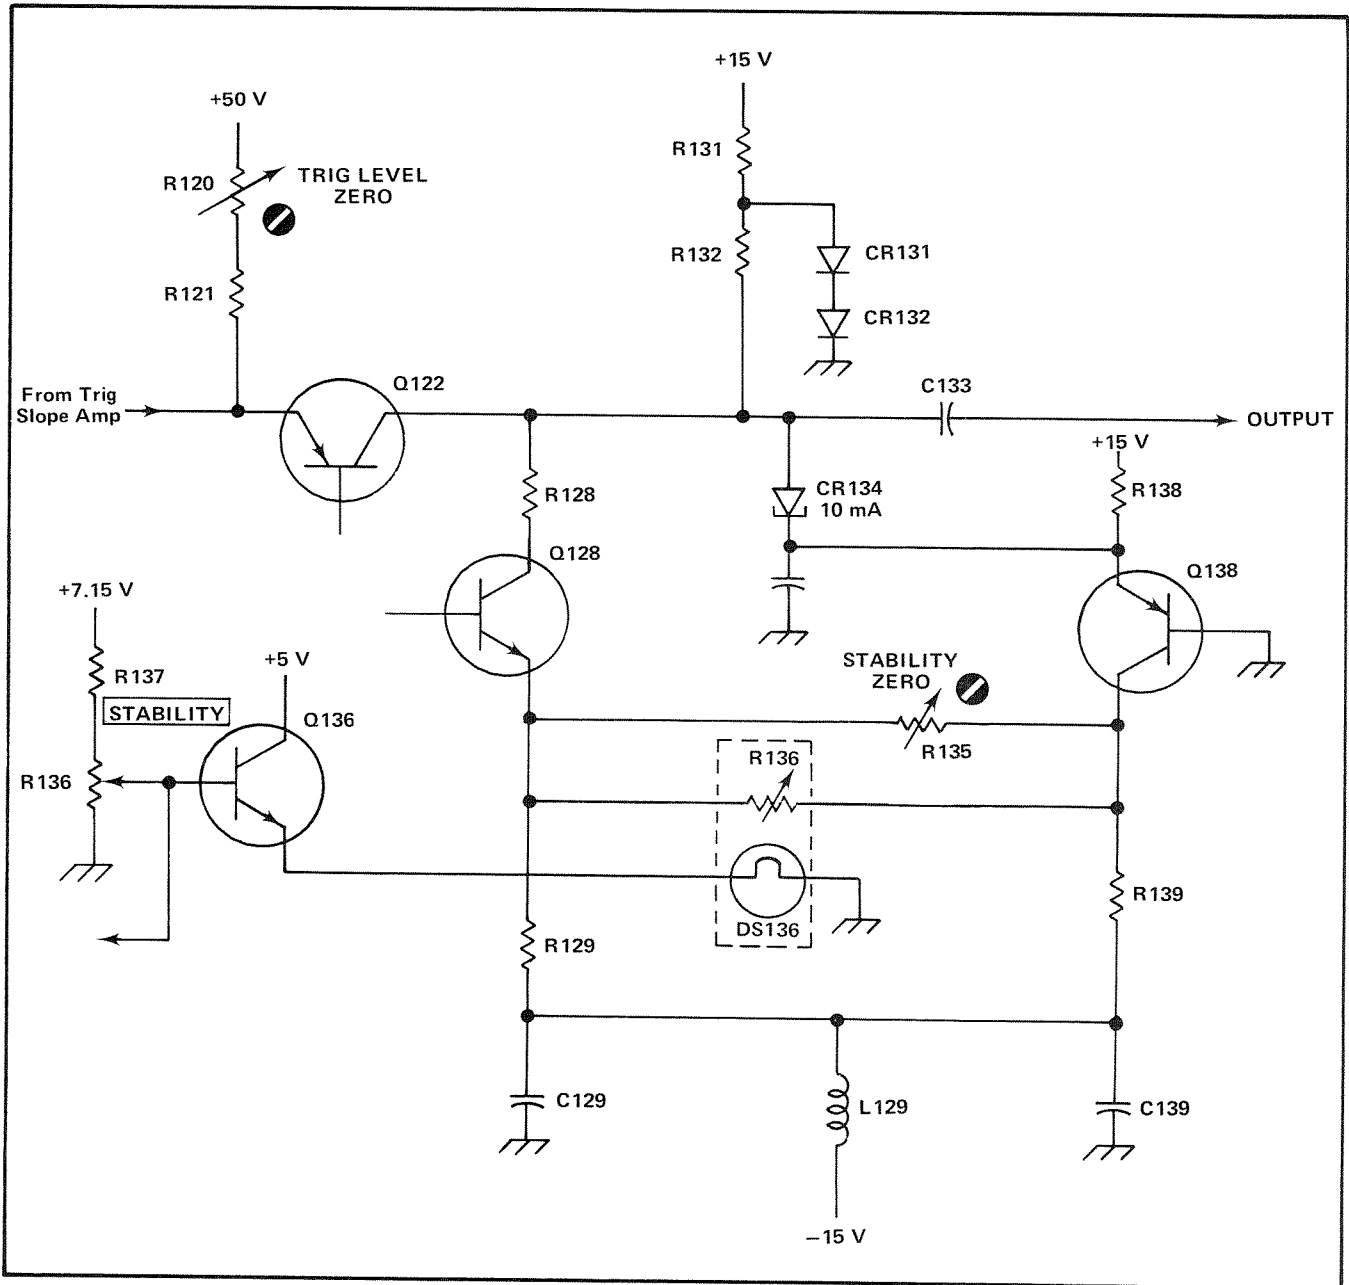 +15 V
+50 V
R131
R120
TRIG LEVEL
ZERO
R132
CR131
R121
CR132
From Trig
Slope Amp
Q122
C133
OUTPUT
+15 V
R128
CR134
10 mA
R138
Q128
Q138
+7.15 V
+5 V
R137
STABILITY
ZERO
STABILITY
Q136
R135
R136
R136
R139
DS136
R129
C129
L129
C139
−15 V